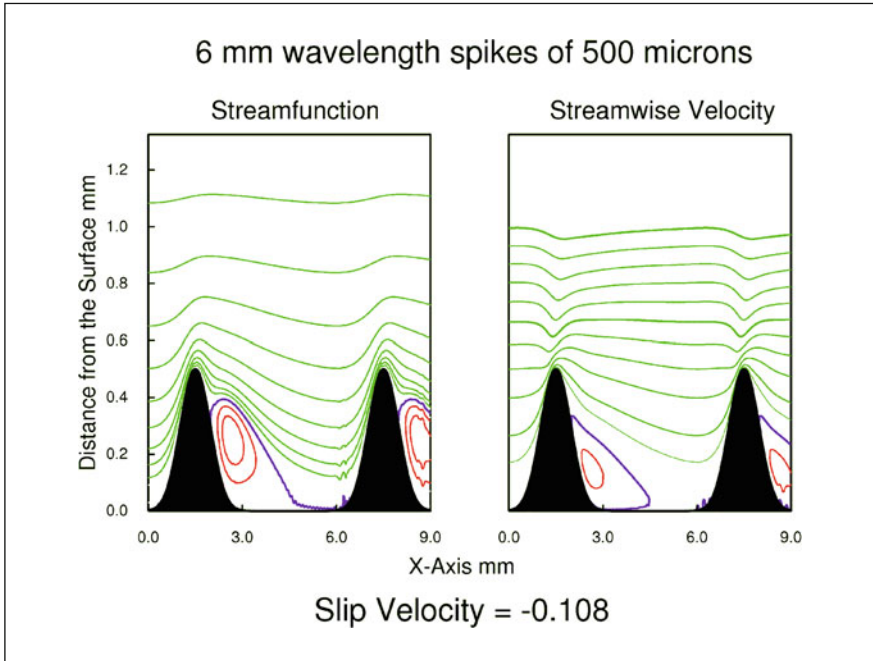 6 mm wavelength spikes of 500 microns
Streamfunction
Streamwise Velocity
Distance from the Surface mm
1.2
1.0
0.8
0.6
0.4
0.2
0.0
0.0 3.0 6.0 9.0
0.0 3.0 6.0 9.0
X-Axis mm
Slip Velocity = -0.108